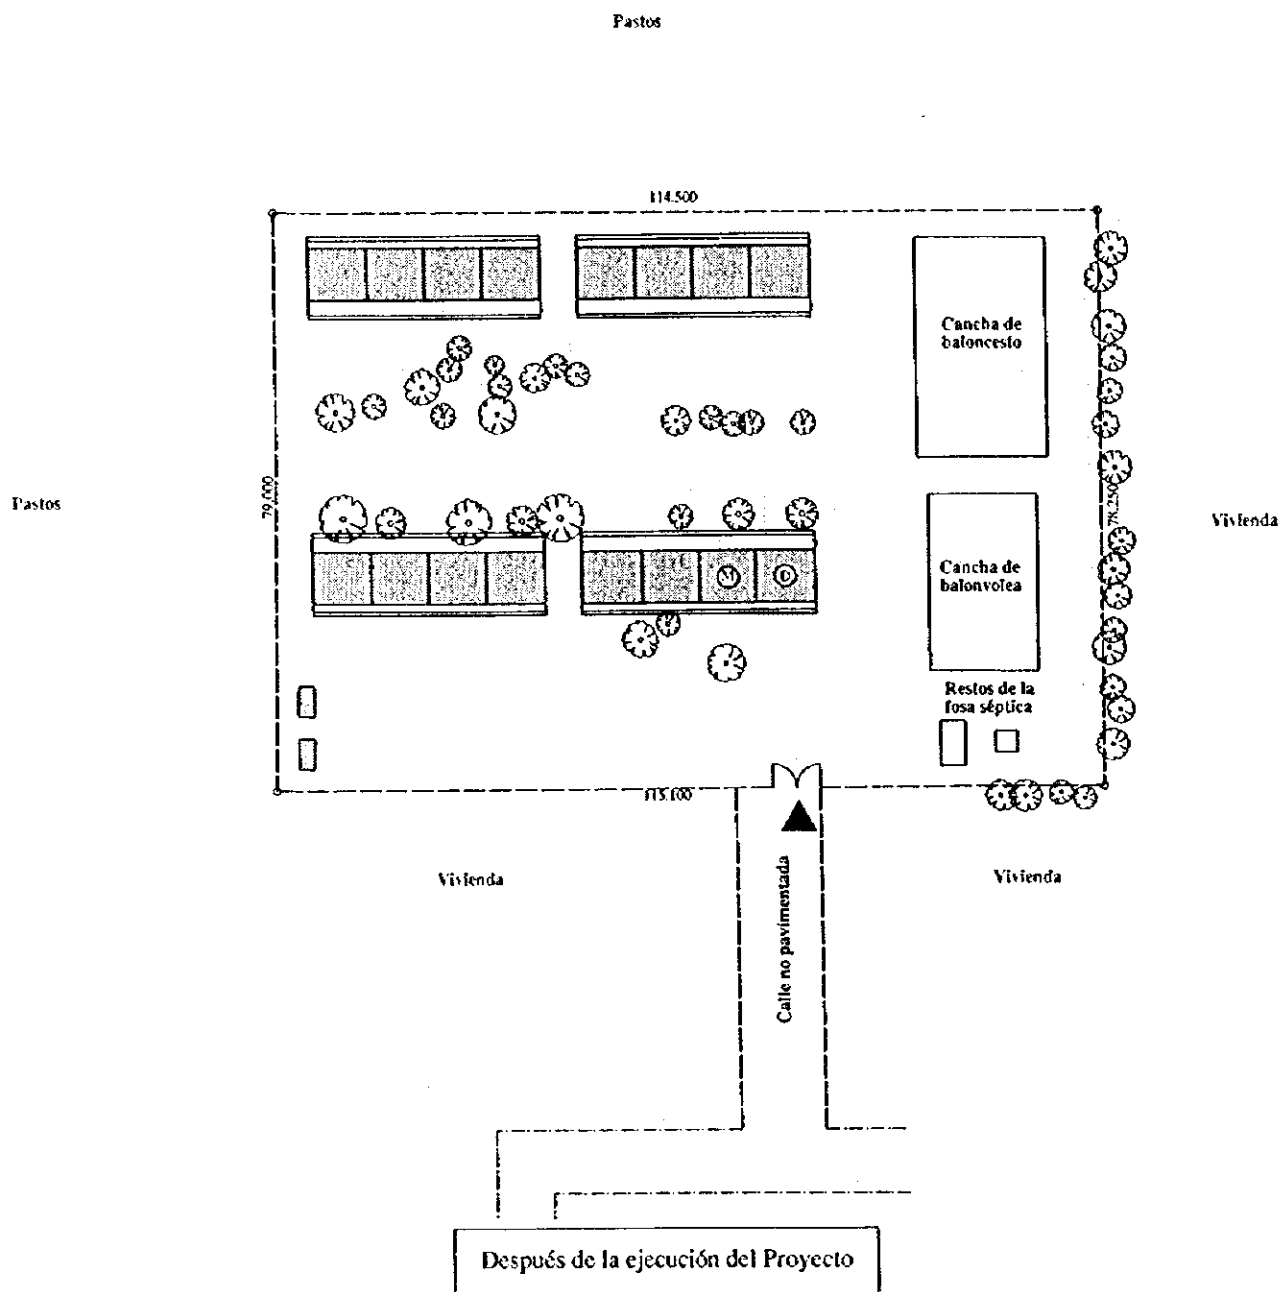 Pastos
114.500
Cancha de
baloncesto
79.000
Pastos
78.250
Vivienda
M
D
Cancha de
balonvolea
Restos de la
fosa séptica
115.100
Vivienda
Vivienda
Calle no pavimentada
Después de la ejecución del Proyecto